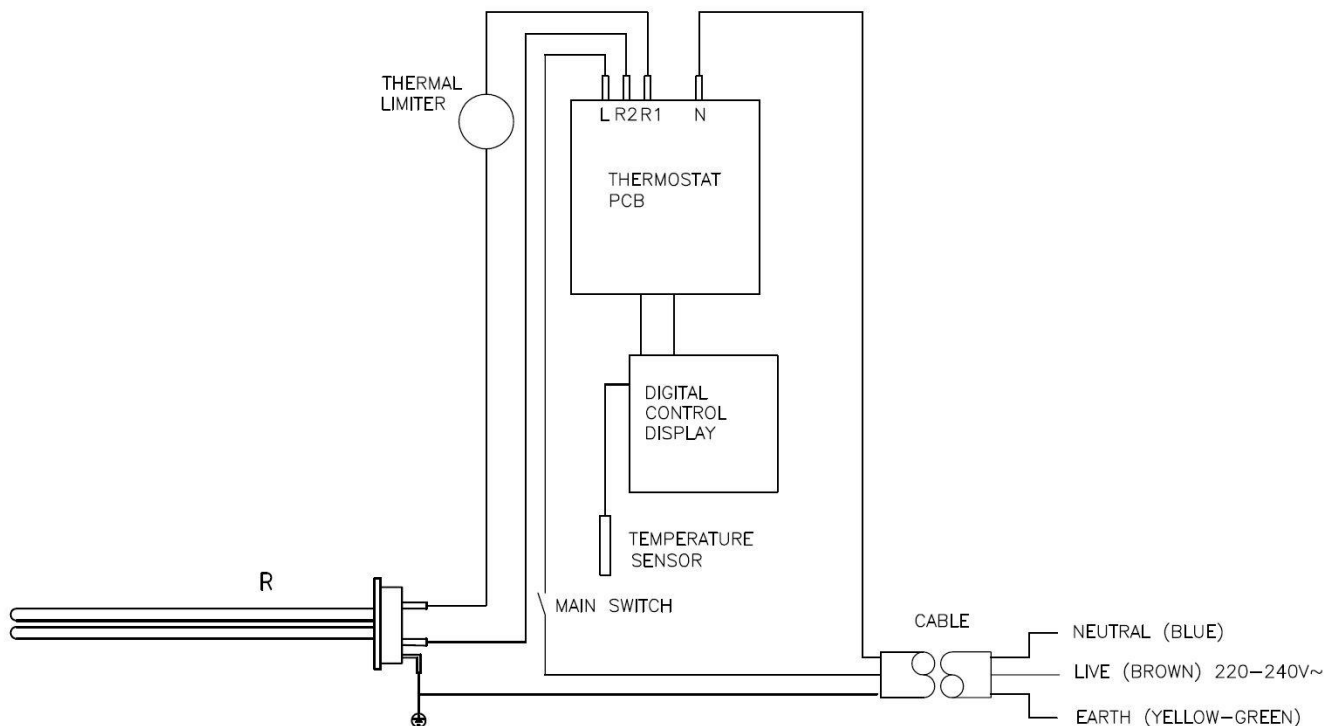 THERMAL
LIMITER
L R2 R1 N
THERMOSTAT
PCB
DIGITAL
CONTROL
DISPLAY
TEMPERATURE
SENSOR
R
MAIN SWITCH
CABLE
NEUTRAL (BLUE)
LIVE (BROWN) 220-240V~
EARTH (YELLOW-GREEN)